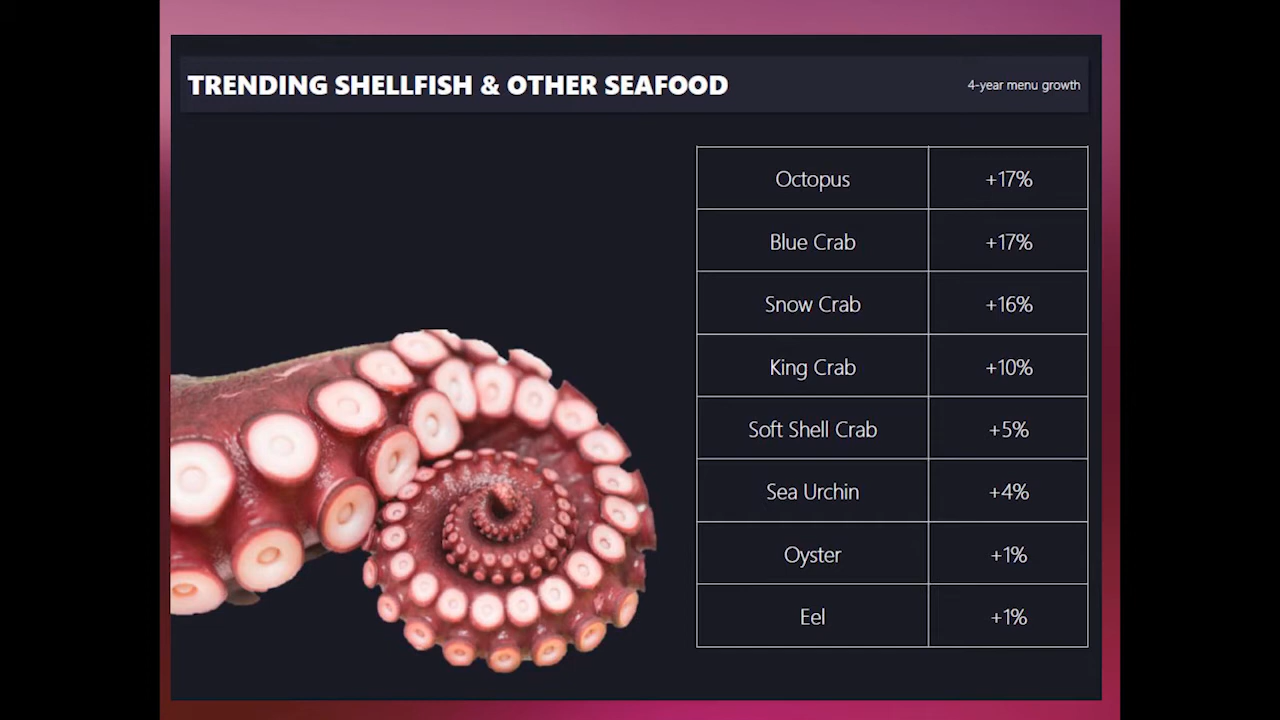 TRENDING SHELLFISH & OTHER SEAFOOD
4-year menu growth
Octopus +17%
Blue Crab +17%
Snow Crab +16%
King Crab +10%
Soft Shell Crab +5%
Sea Urchin +4%
Oyster +1%
Eel +1%